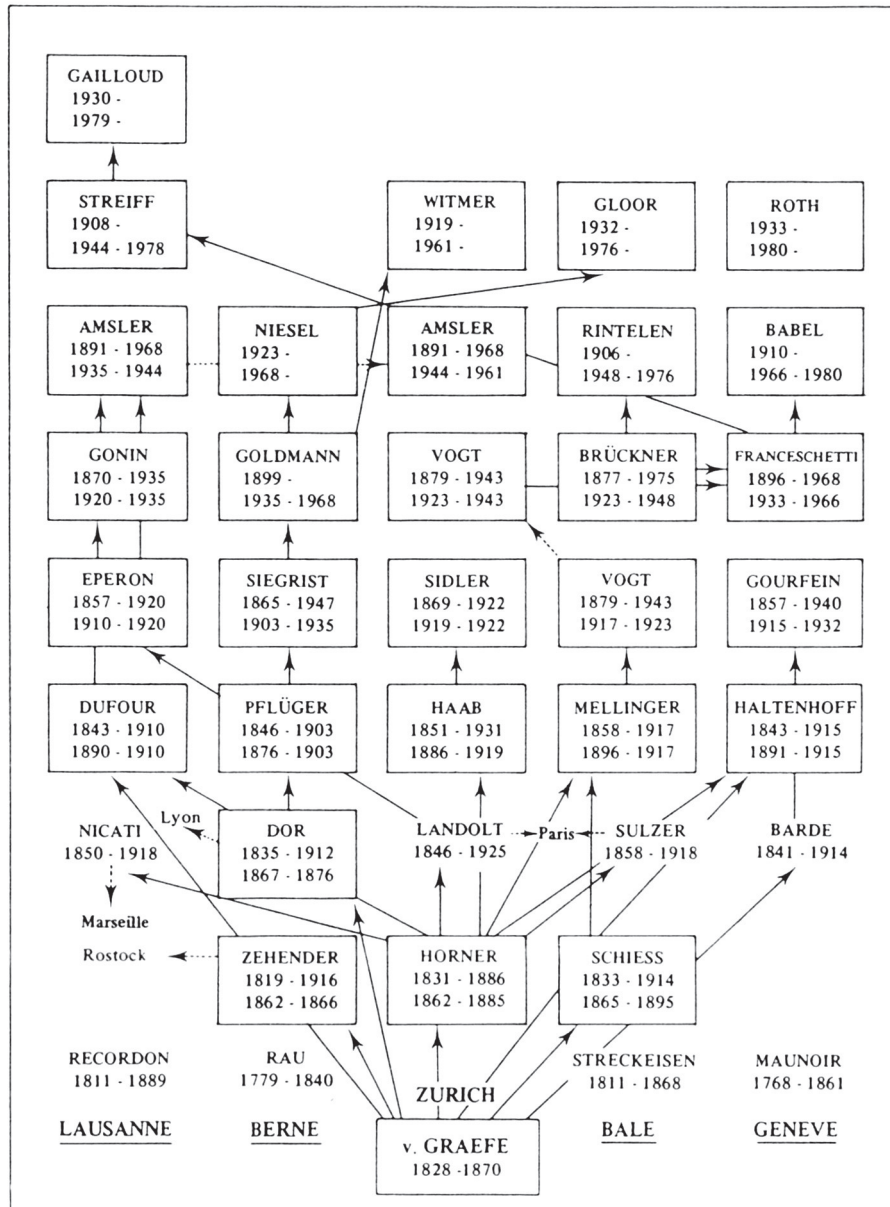 GAILLOUD
1930 -
1979 -
STREIFF
1908 -
1944 - 1978
WITMER
1919 -
1961 -
GLOOR
1932 -
1976 -
ROTH
1933 -
1980 -
AMSLER
1891 - 1968
1935 - 1944
NIESEL
1923 -
1968 -
AMSLER
1891 - 1968
1944 - 1961
RINTELEN
1906 -
1948 - 1976
BABEL
1910 -
1966 - 1980
GONIN
1870 - 1935
1920 - 1935
GOLDMANN
1899 -
1935 - 1968
VOGT
1879 - 1943
1923 - 1943
BRÜCKNER
1877 - 1975
1923 - 1948
FRANCESCHETTI
1896 - 1968
1933 - 1966
EPERON
1857 - 1920
1910 - 1920
SIEGRIST
1865 - 1947
1903 - 1935
SIDLER
1869 - 1922
1919 - 1922
VOGT
1879 - 1943
1917 - 1923
GOURFEIN
1857 - 1940
1915 - 1932
DUFOUR
1843 - 1910
1890 - 1910
PFLÜGER
1846 - 1903
1876 - 1903
HAAB
1851 - 1931
1886 - 1919
MELLINGER
1858 - 1917
1896 - 1917
HALTENHOFF
1843 - 1915
1891 - 1915
NICATI
1850 - 1918
Lyon
DOR
1835 - 1912
1867 - 1876
LANDOLT
1846 - 1925
Paris
SULZER
1858 - 1918
BARDE
1841 - 1914
Marseille
Rostock
ZEHENDER
1819 - 1916
1862 - 1866
HORNER
1831 - 1886
1862 - 1885
SCHIESS
1833 - 1914
1865 - 1895
RECORDON
1811 - 1889
RAU
1779 - 1840
STRECKEISEN
1811 - 1868
MAUNOIR
1768 - 1861
ZURICH
LAUSANNE
BERNE
BALE
GENEVE
v. GRAEFE
1828 - 1870